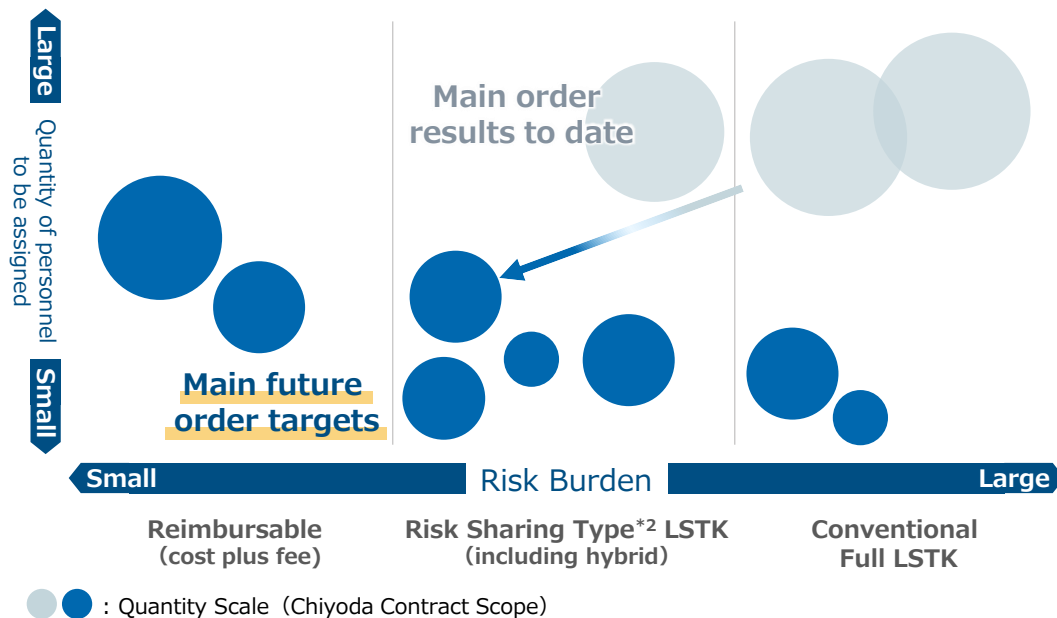 Large
Quantity of personnel
to be assigned
Small
Main order
results to date
Main future
order targets
Small
Risk Burden
Large
Reimbursable
(cost plus fee)
Risk Sharing Type*2 LSTK
(including hybrid)
Conventional
Full LSTK
: Quantity Scale（Chiyoda Contract Scope）